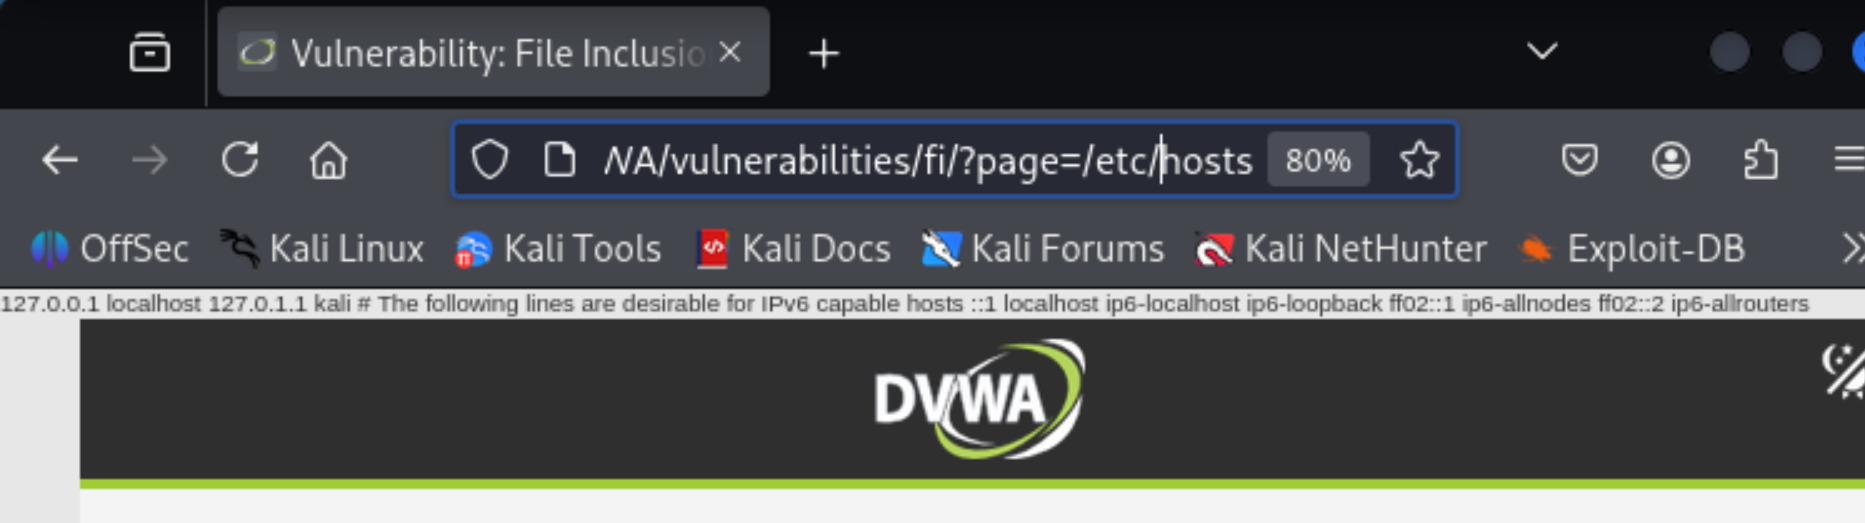 Vulnerability: File Inclusio
/vulnerabilities/fi/?page=/etc/hosts 80%
OffSec Kali Linux Kali Tools Kali Docs Kali Forums Kali NetHunter Exploit-DB
127.0.0.1 localhost 127.0.1.1 kali # The following lines are desirable for IPv6 capable hosts ::1 localhost ip6-localhost ip6-loopback ff02::1 ip6-allnodes ff02::2 ip6-allrouters
DVWA